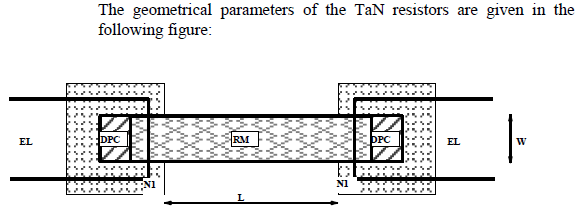 The geometrical parameters of the TaN resistors are given in the
following figure:
EL
DPC
RM
DPC
EL
W
N1
N1
L